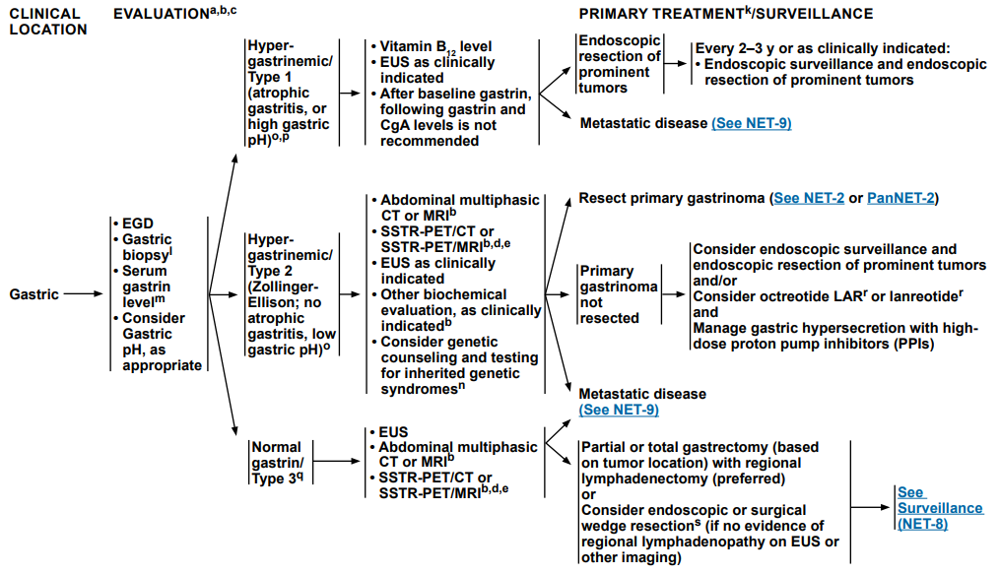 CLINICAL
LOCATION
EVALUATIONa,b,c
PRIMARY TREATMENTk/SURVEILLANCE
Gastric
• EGD
• Gastric
biopsyl
• Serum
gastrin
levelm
• Consider
Gastric
pH, as
appropriate
Hyper-
gastrinemic/
Type 1
(atrophic
gastritis, or
high gastric
pH)o,p
• Vitamin B12 level
• EUS as clinically
indicated
• After baseline gastrin,
following gastrin and
CgA levels is not
recommended
Endoscopic
resection of
prominent
tumors
Every 2–3 y or as clinically indicated:
• Endoscopic surveillance and endoscopic
resection of prominent tumors
Metastatic disease (See NET-9)
Hyper-
gastrinemic/
Type 2
(Zollinger-
Ellison; no
atrophic
gastritis, low
gastric pH)o
• Abdominal multiphasic
CT or MRIb
• SSTR-PET/CT or
SSTR-PET/MRIb,d,e
• EUS as clinically
indicated
• Other biochemical
evaluation, as clinically
indicatedb
• Consider genetic
counseling and testing
for inherited genetic
syndromesn
Resect primary gastrinoma (See NET-2 or PanNET-2)
Primary
gastrinoma
not
resected
Consider endoscopic surveillance and
endoscopic resection of prominent tumors
and/or
Consider octreotide LARr or lanreotider
and
Manage gastric hypersecretion with high-
dose proton pump inhibitors (PPIs)
Metastatic disease
(See NET-9)
Normal
gastrin/
Type 3q
• EUS
• Abdominal multiphasic
CT or MRIb
• SSTR-PET/CT or
SSTR-PET/MRIb,d,e
Partial or total gastrectomy (based
on tumor location) with regional
lymphadenectomy (preferred)
or
Consider endoscopic or surgical
wedge resections (if no evidence of
regional lymphadenopathy on EUS or
other imaging)
See
Surveillance
(NET-8)